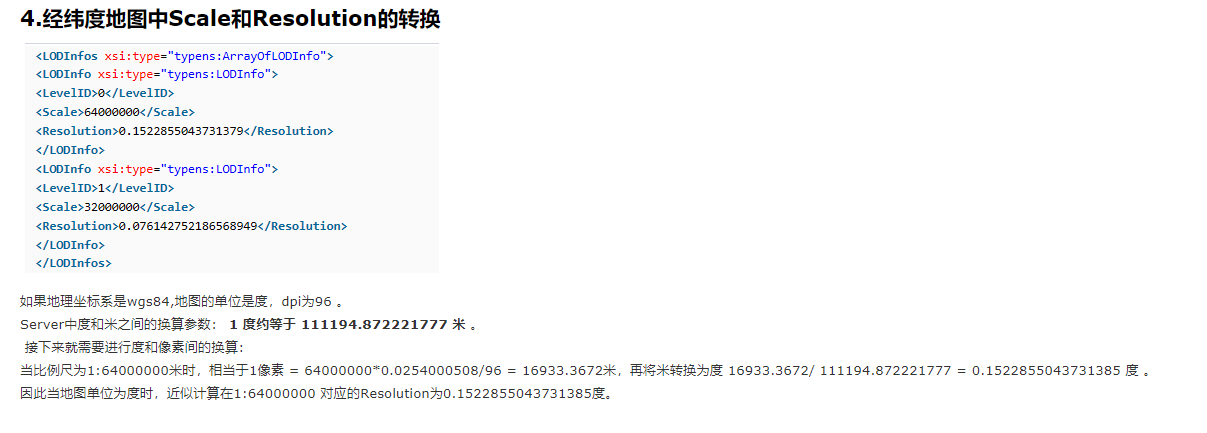 4.经纬度地图中Scale和Resolution的转换
<LODInfos xsi:type="typens:ArrayOfLODInfo">
<LODInfo xsi:type="typens:LODInfo">
<LevelID>0</LevelID>
<Scale>64000000</Scale>
<Resolution>0.1522855043731379</Resolution>
</LODInfo>
<LODInfo xsi:type="typens:LODInfo">
<LevelID>1</LevelID>
<Scale>32000000</Scale>
<Resolution>0.076142752186568949</Resolution>
</LODInfo>
</LODInfos>
如果地理坐标系是wgs84,地图的单位是度，dpi为96 。
Server中度和米之间的换算参数： 1 度约等于 111194.872221777 米 。
接下来就需要进行度和像素间的换算：
当比例尺为1:64000000米时，相当于1像素 = 64000000*0.0254000508/96 = 16933.3672米，再将米转换为度 16933.3672/ 111194.872221777 = 0.1522855043731385 度 。
因此当地图单位为度时，近似计算在1:64000000 对应的Resolution为0.1522855043731385度。